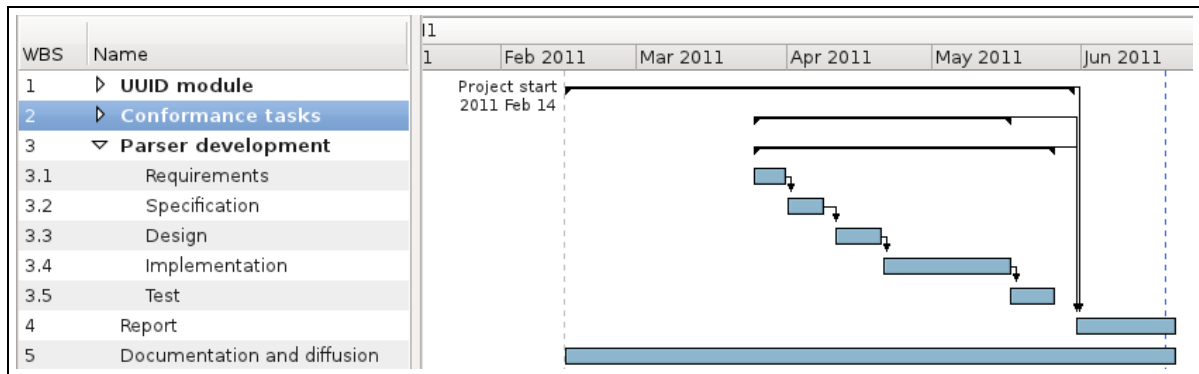 11
WBS Name
1 Feb 2011 Mar 2011 Apr 2011 May 2011 Jun 2011
1 UUID module
Project start
2011 Feb 14
2 Conformance tasks
3 Parser development
3.1 Requirements
3.2 Specification
3.3 Design
3.4 Implementation
3.5 Test
4 Report
5 Documentation and diffusion